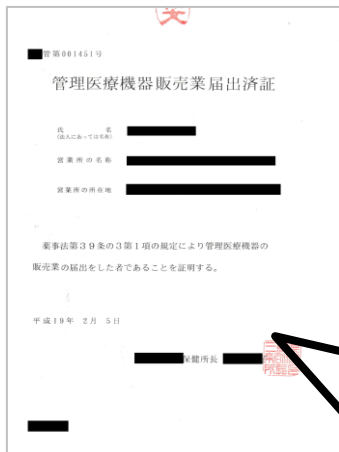 管第001451号
管理医療機器販売業届出済証
氏 名
(法人にあっては名称)
営業所の名称
営業所の所在地
薬事法第39条の3第1項の規定により管理医療機器の
販売業の届出をした者であることを証明する。
平成19年 2月 5日
保健所長